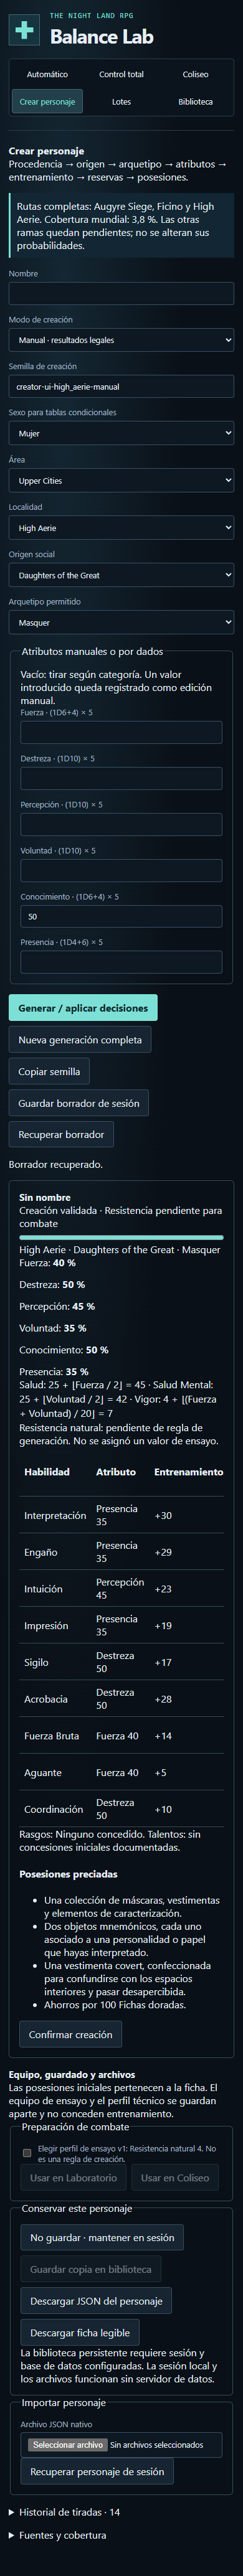 THE NIGHT LAND RPG
Balance Lab
Automático
Control total
Coliseo
Crear personaje
Lotes
Biblioteca
Crear personaje
Procedencia → origen → arquetipo → atributos →
entrenamiento → reservas → posesiones.
Rutas completas: Augyre Siege, Ficino y High
Aerie. Cobertura mundial: 3,8 %. Las otras
ramas quedan pendientes; no se alteran sus
probabilidades.
Nombre
Modo de creación
Manual · resultados legales
Semilla de creación
creator-ui-high_aerie-manual
Sexo para tablas condicionales
Mujer
Área
Upper Cities
Localidad
High Aerie
Origen social
Daughters of the Great
Arquetipo permitido
Masquer
Atributos manuales o por dados
Vacío: tirar según categoría. Un valor
introducido queda registrado como edición
manual.
Fuerza · (1D6+4) × 5
Destreza · (1D10) × 5
Percepción · (1D10) × 5
Voluntad · (1D10) × 5
Conocimiento · (1D6+4) × 5
50
Presencia · (1D4+6) × 5
Generar / aplicar decisiones
Nueva generación completa
Copiar semilla
Guardar borrador de sesión
Recuperar borrador
Borrador recuperado.
Sin nombre
Creación validada · Resistencia pendiente para
combate
High Aerie · Daughters of the Great · Masquer
Fuerza: 40 %
Destreza: 50 %
Percepción: 45 %
Voluntad: 35 %
Conocimiento: 50 %
Presencia: 35 %
Salud: 25 + ⌊Fuerza / 2⌋ = 45 · Salud Mental:
25 + ⌊Voluntad / 2⌋ = 42 · Vigor: 4 + ⌊(Fuerza
+ Voluntad) / 20⌋ = 7
Resistencia natural: pendiente de regla de
generación. No se asignó un valor de ensayo.
Habilidad Atributo Entrenamiento
Interpretación Presencia 35 +30
Engaño Presencia 35 +29
Intuición Percepción 45 +23
Impresión Presencia 35 +19
Sigilo Destreza 50 +17
Acrobacia Destreza 50 +28
Fuerza Bruta Fuerza 40 +14
Aguante Fuerza 40 +5
Coordinación Destreza 50 +10
Rasgos: Ninguno concedido. Talentos: sin
concesiones iniciales documentadas.
Posesiones preciadas
• Una colección de máscaras, vestimentas
y elementos de caracterización.
• Dos objetos mnemónicos, cada uno
asociado a una personalidad o papel
que hayas interpretado.
• Una vestimenta covert, confeccionada
para confundirse con los espacios
interiores y pasar desapercibida.
• Ahorros por 100 Fichas doradas.
Confirmar creación
Equipo, guardado y archivos
Las posesiones iniciales pertenecen a la ficha. El
equipo de ensayo y el perfil técnico se guardan
aparte y no conceden entrenamiento.
Preparación de combate
Elegir perfil de ensayo v1: Resistencia natural 4. No
es una regla de creación.
Usar en Laboratorio
Usar en Coliseo
Conservar este personaje
No guardar · mantener en sesión
Guardar copia en biblioteca
Descargar JSON del personaje
Descargar ficha legible
La biblioteca persistente requiere sesión y
base de datos configuradas. La sesión local y
los archivos funcionan sin servidor de datos.
Importar personaje
Archivo JSON nativo
Seleccionar archivo Sin archivos seleccionados
Recuperar personaje de sesión
Historial de tiradas · 14
Fuentes y cobertura